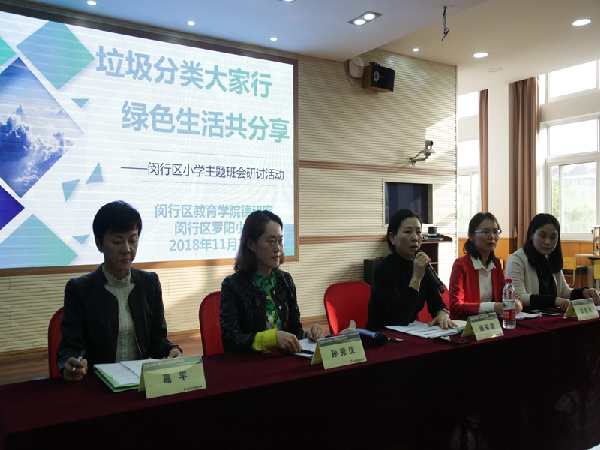 垃圾分类大家行
绿色生活共分享
——闵行区小学主题班会研讨活动
闵行区教育学院德研室
闵行区罗阳小
2018年11月
葛平